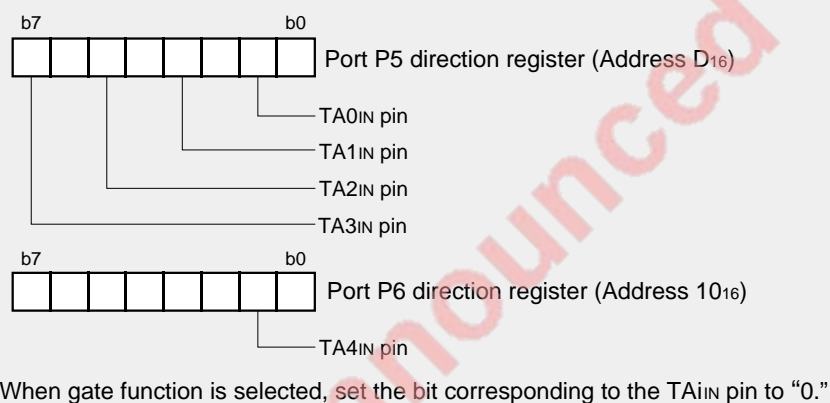 b7 b0
Port P5 direction register (Address D16)
TA0IN pin
TA1IN pin
TA2IN pin
TA3IN pin
b7 b0
Port P6 direction register (Address 1016)
TA4IN pin
When gate function is selected, set the bit corresponding to the TAiIN pin to “0.”
nounced